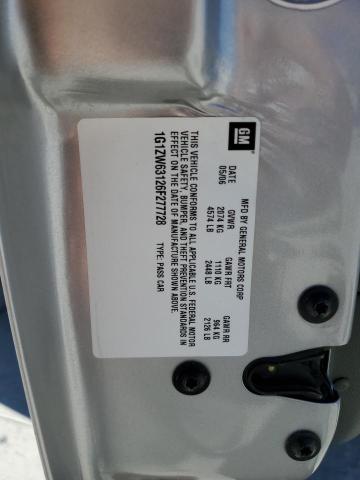 GM
MFD BY GENERAL MOTORS CORP
DATE GVWR GAWR FRT GAWR RR
05/06 2074 KG 1110 KG 964 KG
4574 LB 2448 LB 2126 LB
THIS VEHICLE CONFORMS TO ALL APPLICABLE U.S. FEDERAL MOTOR
VEHICLE SAFETY, BUMPER, AND THEFT PREVENTION STANDARDS IN
EFFECT ON THE DATE OF MANUFACTURE SHOWN ABOVE.
1G1ZW63126F277728 TYPE: PASS CAR